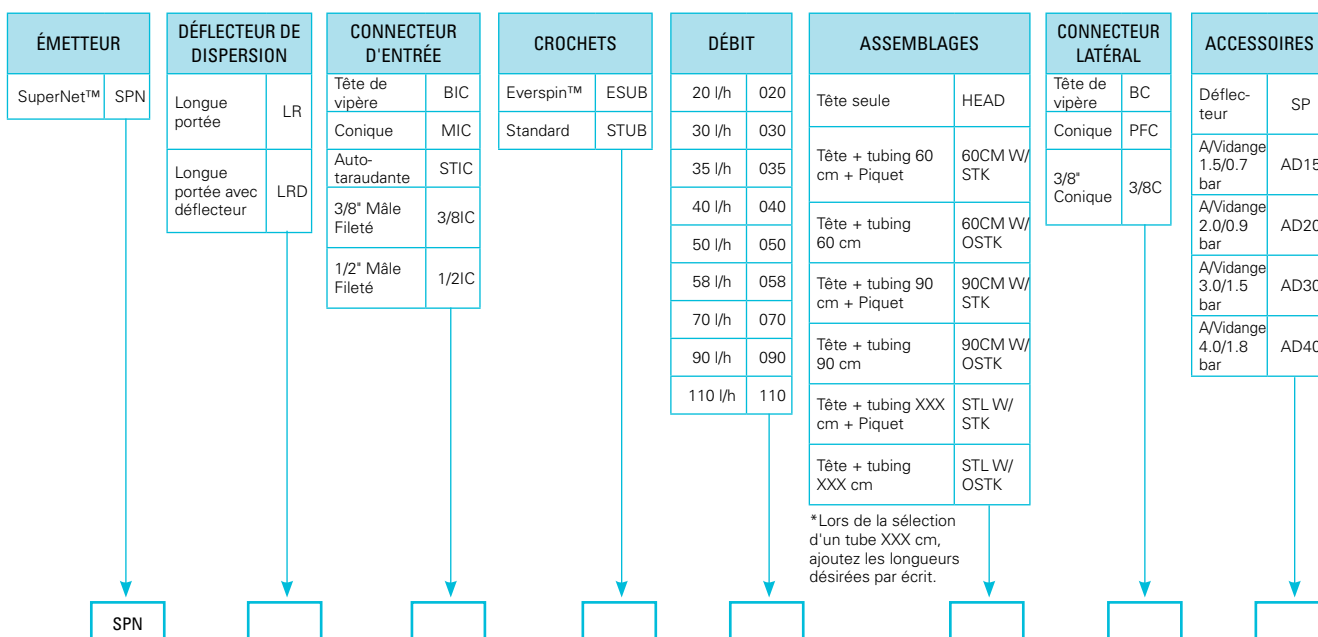 ÉMETTEUR
SuperNet™ SPN
DÉFLECTEUR DE
DISPERSION
Longue
portée
LR
Longue
portée avec
déflecteur
LRD
CONNECTEUR
D'ENTRÉE
Tête de
vipère
BIC
Conique MIC
Auto-
taraudante
STIC
3/8" Mâle
Fileté
3/8IC
1/2" Mâle
Fileté
1/2IC
CROCHETS
Everspin™ ESUB
Standard STUB
DÉBIT
20 l/h 020
30 l/h 030
35 l/h 035
40 l/h 040
50 l/h 050
58 l/h 058
70 l/h 070
90 l/h 090
110 l/h 110
ASSEMBLAGES
Tête seule HEAD
Tête + tubing 60
cm + Piquet
60CM W/
STK
Tête + tubing
60 cm
60CM W/
OSTK
Tête + tubing 90
cm + Piquet
90CM W/
STK
Tête + tubing
90 cm
90CM W/
OSTK
Tête + tubing XXX
cm + Piquet
STL W/
STK
Tête + tubing
XXX cm
STL W/
OSTK
*Lors de la sélection
d'un tube XXX cm,
ajoutez les longueurs
désirées par écrit.
CONNECTEUR
LATÉRAL
Tête de
vipère
BC
Conique PFC
3/8"
Conique
3/8C
ACCESSOIRES
Déflec-
teur
SP
A/Vidange
1.5/0.7
bar
AD15
A/Vidange
2.0/0.9
bar
AD20
A/Vidange
3.0/1.5
bar
AD30
A/Vidange
4.0/1.8
bar
AD40
SPN